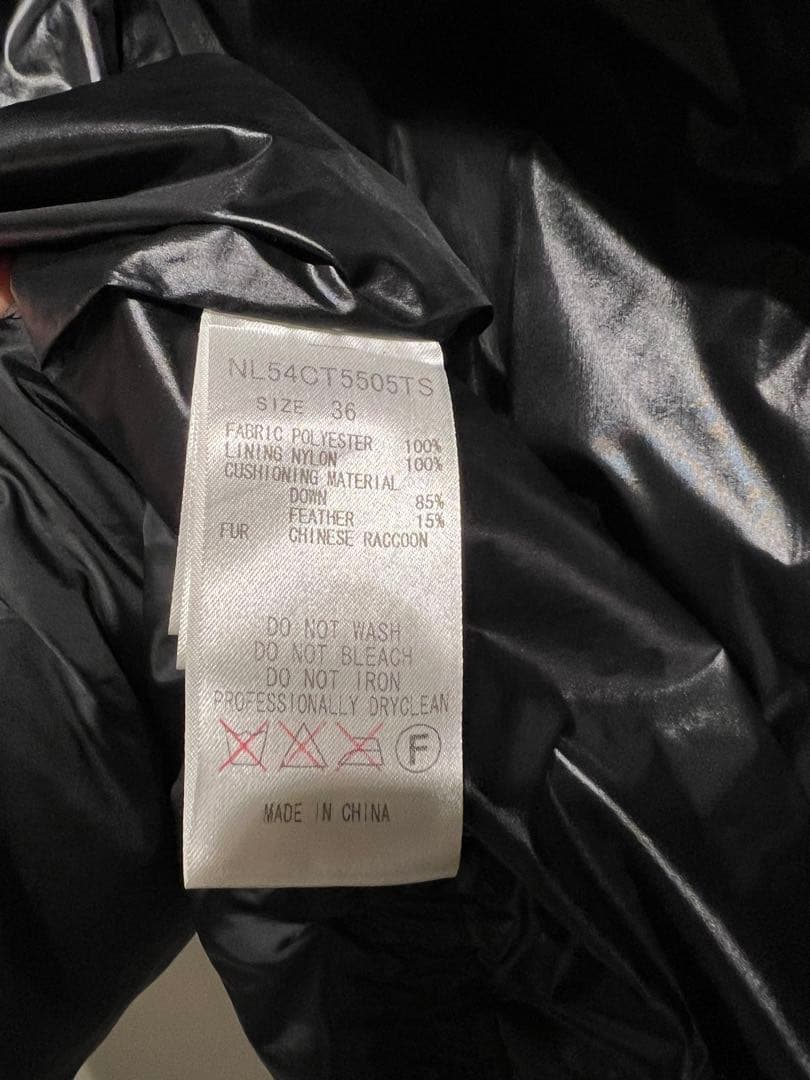 NL54CT5505TS
SIZE 36
FABRIC POLYESTER 100%
LINING NYLON 100%
CUSHIONING MATERIAL
DOWN 85%
FEATHER 15%
FUR CHINESE RACCOON
DO NOT WASH
DO NOT BLEACH
DO NOT IRON
PROFESSIONALLY DRYCLEAN
F
MADE IN CHINA